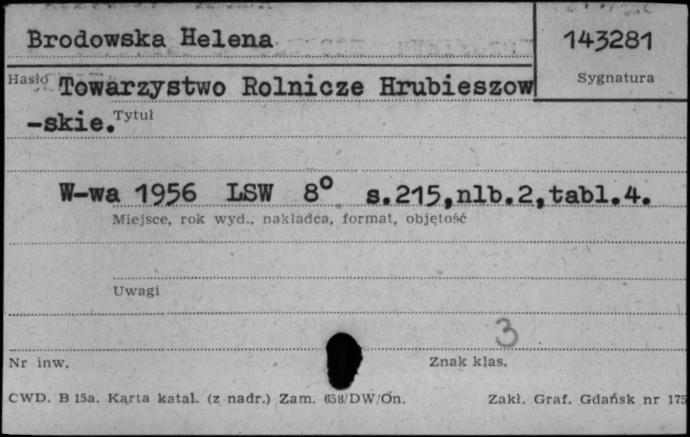 Brodowska Helena
143281
Hasło
Sygnatura
Towarzystwo Rolnicze Hrubieszow
-skie.
Tytuł
W-wa 1956 LSW 8° s.215,nlb.2,tabl.4.
Miejsce, rok wyd., nakładca, format, objętość
Uwagi
3
Nr inw.
Znak klas.
CWD. B 15a. Karta katal. (z nadr.) Zam. 658/DW/On.
Zakł. Graf. Gdańsk nr 175